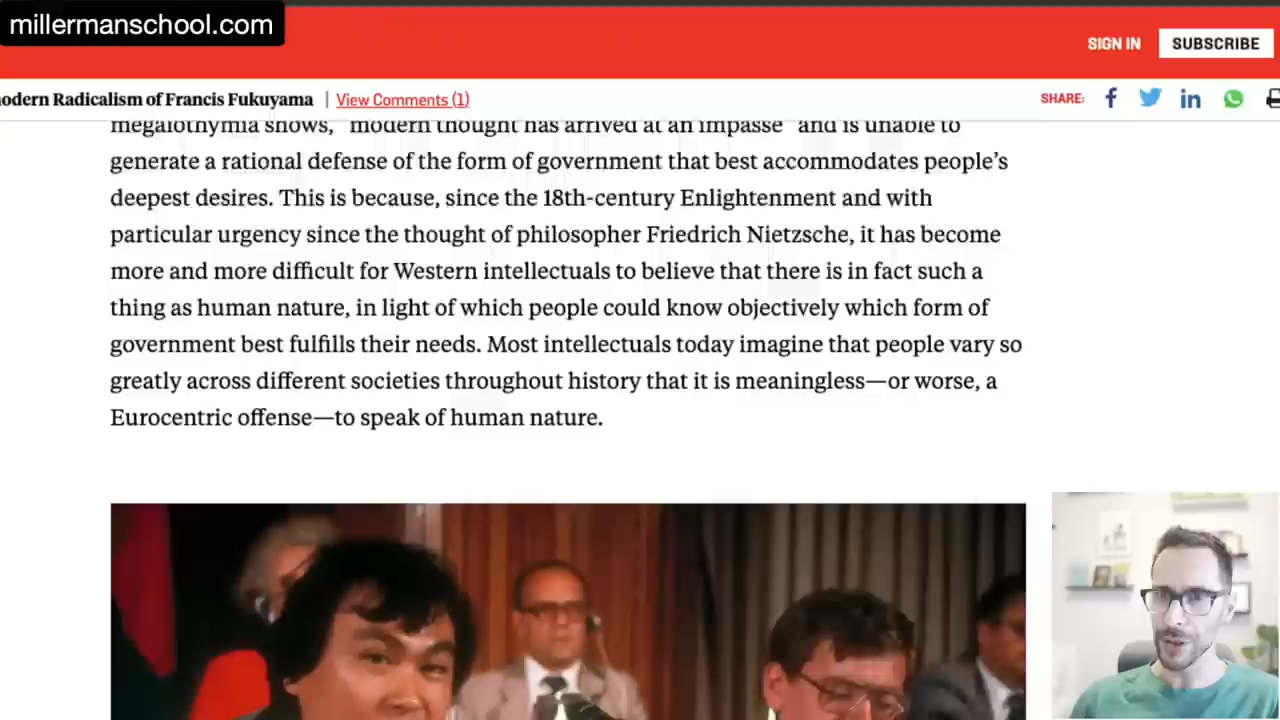 millermanschool.com
SIGN IN SUBSCRIBE
odern Radicalism of Francis Fukuyama | View Comments (1) SHARE:
megalothymia shows, "modern thought has arrived at an impasse" and is unable to
generate a rational defense of the form of government that best accommodates people's
deepest desires. This is because, since the 18th-century Enlightenment and with
particular urgency since the thought of philosopher Friedrich Nietzsche, it has become
more and more difficult for Western intellectuals to believe that there is in fact such a
thing as human nature, in light of which people could know objectively which form of
government best fulfills their needs. Most intellectuals today imagine that people vary so
greatly across different societies throughout history that it is meaningless—or worse, a
Eurocentric offense—to speak of human nature.